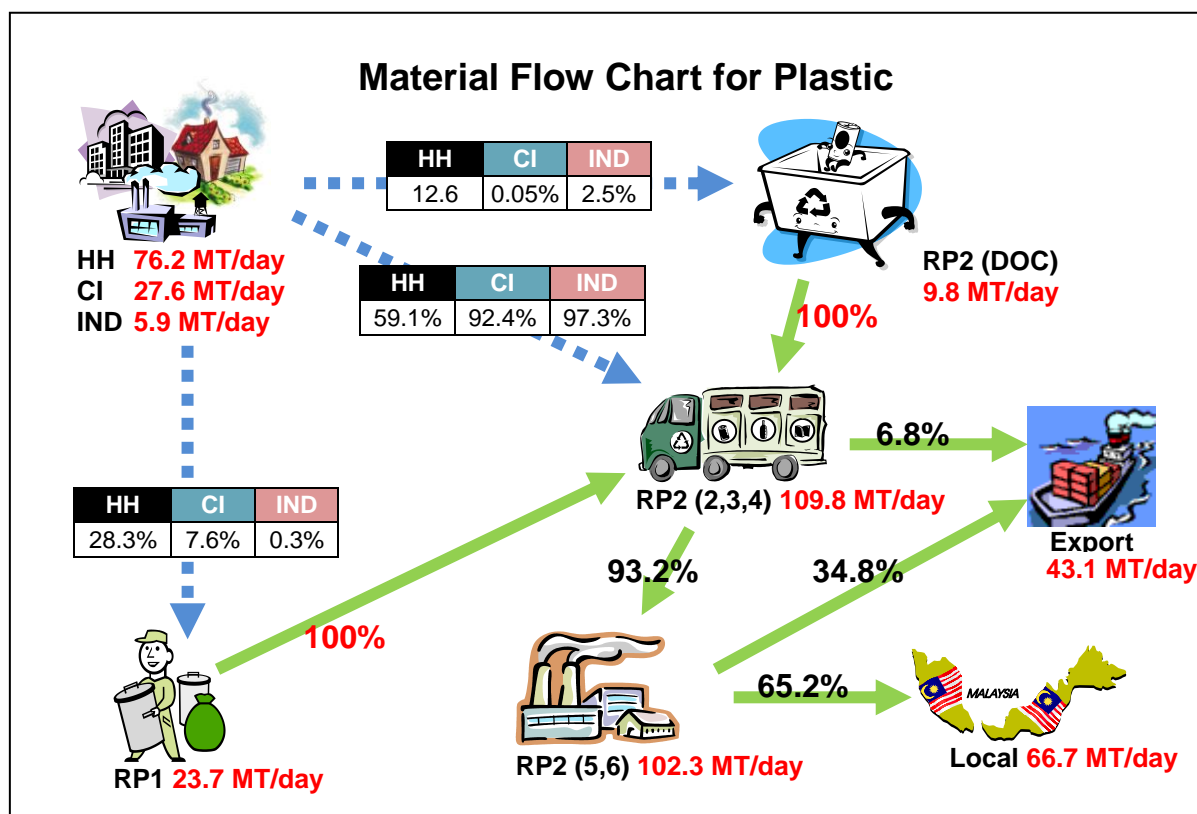 Material Flow Chart for Plastic
HH CI IND
12.6 0.05% 2.5%
HH 76.2 MT/day
CI 27.6 MT/day
IND 5.9 MT/day
RP2 (DOC)
9.8 MT/day
HH CI IND
59.1% 92.4% 97.3%
100%
6.8%
RP2 (2,3,4) 109.8 MT/day
HH CI IND
28.3% 7.6% 0.3%
Export
43.1 MT/day
93.2%
34.8%
100%
65.2%
MALAYSIA
RP1 23.7 MT/day
RP2 (5,6) 102.3 MT/day
Local 66.7 MT/day